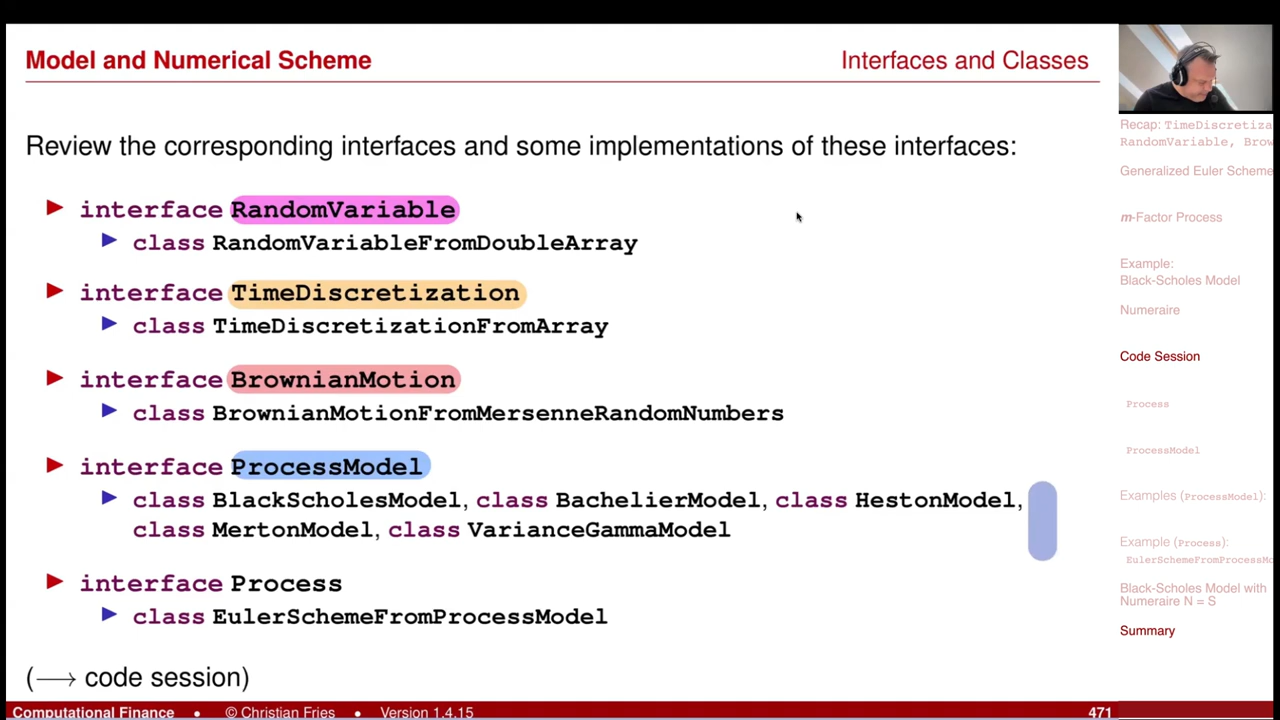 Model and Numerical Scheme
Interfaces and Classes
Review the corresponding interfaces and some implementations of these interfaces:
interface RandomVariable
class RandomVariableFromDoubleArray
interface TimeDiscretization
class TimeDiscretizationFromArray
interface BrownianMotion
class BrownianMotionFromMersenneRandomNumbers
interface ProcessModel
class BlackScholesModel, class BachelierModel, class HestonModel,
class MertonModel, class VarianceGammaModel
interface Process
class EulerSchemeFromProcessModel
(⟶ code session)
Recap: TimeDiscretiza
RandomVariable, Brow
Generalized Euler Scheme
m-Factor Process
Example:
Black-Scholes Model
Numeraire
Code Session
Process
ProcessModel
Examples (ProcessModel):
Example (Process):
EulerSchemeFromProcessMo
Black-Scholes Model with
Numeraire N = S
Summary
Computational Finance • © Christian Fries • Version 1.4.15
471